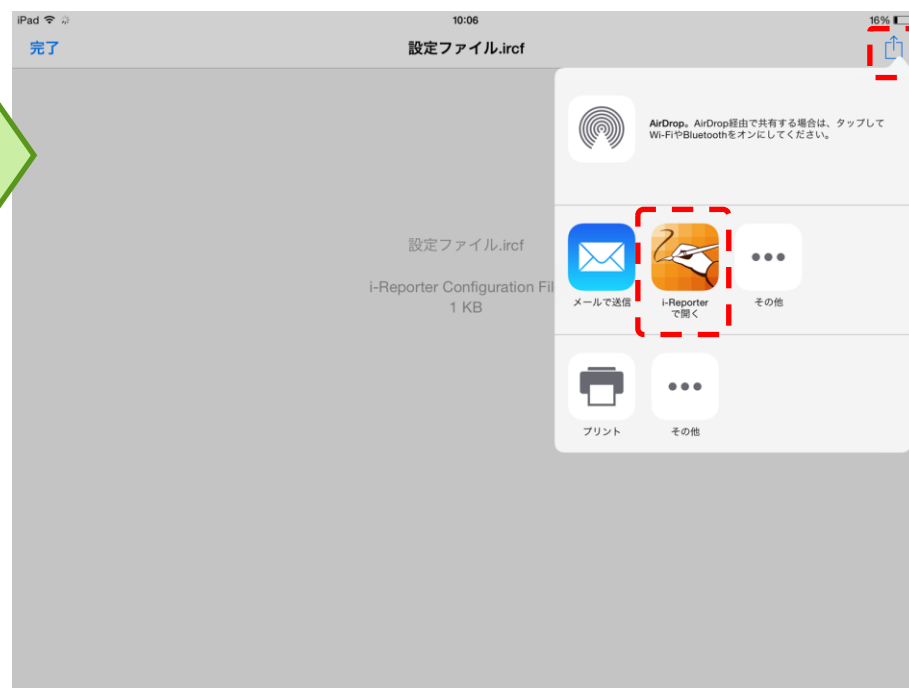 iPad
10:06
16%
完了
設定ファイル.ircf
AirDrop。AirDrop経由で共有する場合は、タップして
Wi-FiやBluetoothをオンにしてください。
設定ファイル.ircf
i-Reporter Configuration Fil
1 KB
メールで送信
i-Reporter
で開く
その他
プリント
その他